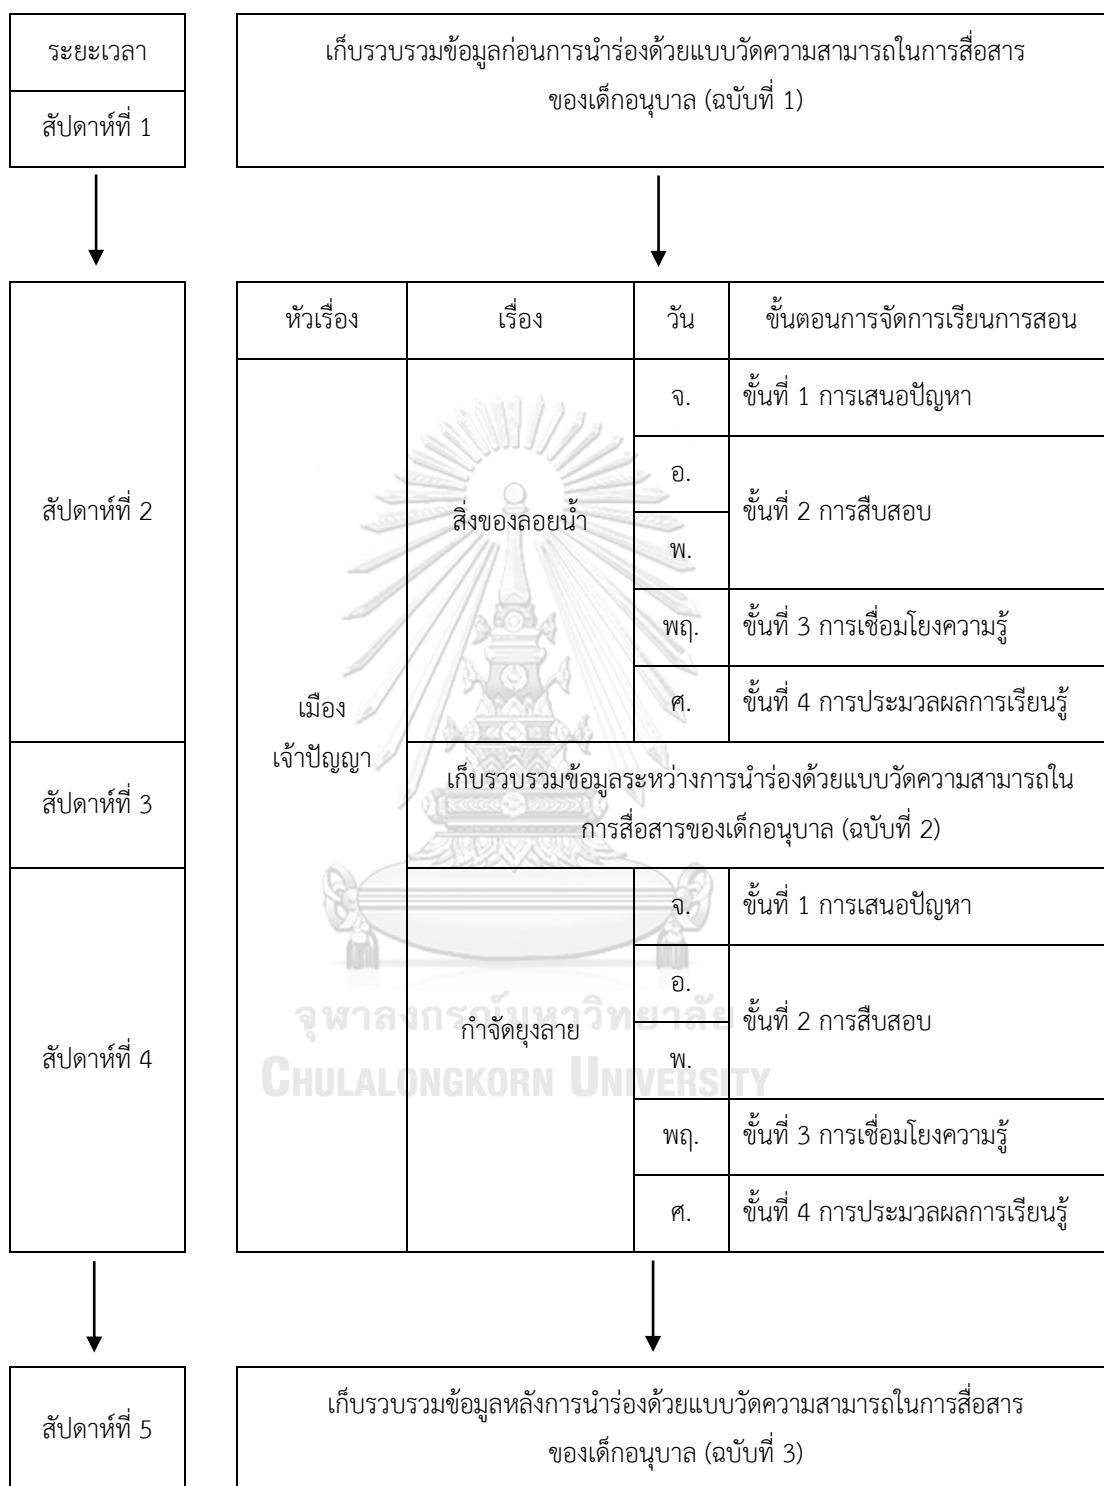 ระยะเวลา
สัปดาห์ที่ 1
เก็บรวบรวมข้อมูลก่อนการนำร่องด้วยแบบวัดความสามารถในการสื่อสาร
ของเด็กอนุบาล (ฉบับที่ 1)
หัวเรื่อง
เรื่อง
วัน
ขั้นตอนการจัดการเรียนการสอน
สัปดาห์ที่ 2
เมือง
เจ้าปัญญา
สิ่งของลอยน้ำ
จ.
ขั้นที่ 1 การเสนอปัญหา
อ.
พ.
ขั้นที่ 2 การสืบสอบ
พฤ.
ขั้นที่ 3 การเชื่อมโยงความรู้
ศ.
ขั้นที่ 4 การประมวลผลการเรียนรู้
สัปดาห์ที่ 3
เก็บรวบรวมข้อมูลระหว่างการนำร่องด้วยแบบวัดความสามารถใน
การสื่อสารของเด็กอนุบาล (ฉบับที่ 2)
สัปดาห์ที่ 4
กำจัดยุงลาย
จ.
ขั้นที่ 1 การเสนอปัญหา
อ.
พ.
ขั้นที่ 2 การสืบสอบ
พฤ.
ขั้นที่ 3 การเชื่อมโยงความรู้
ศ.
ขั้นที่ 4 การประมวลผลการเรียนรู้
จุฬาลงกรณ์มหาวิทยาลัย
CHULALONGKORN UNIVERSITY
สัปดาห์ที่ 5
เก็บรวบรวมข้อมูลหลังการนำร่องด้วยแบบวัดความสามารถในการสื่อสาร
ของเด็กอนุบาล (ฉบับที่ 3)